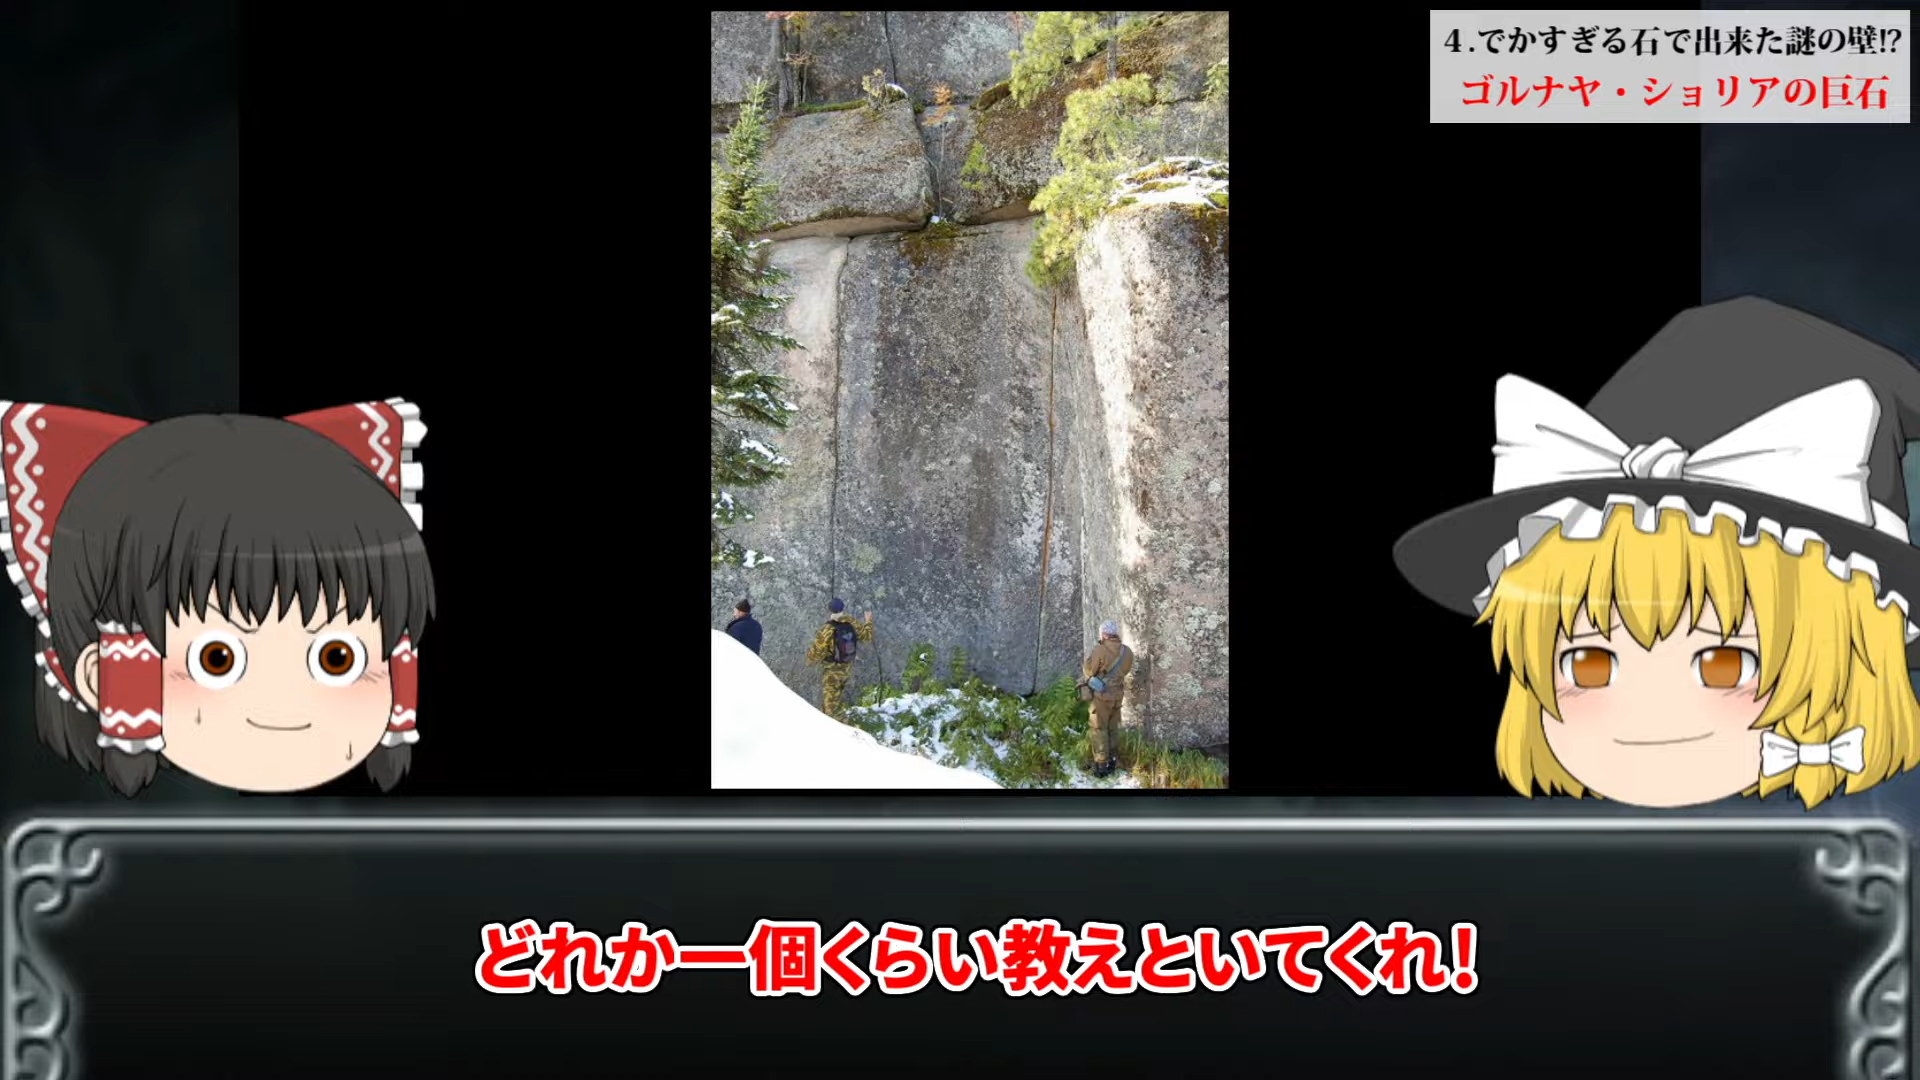 ４.でかすぎる石で出来た謎の壁⁉
ゴルナヤ・ショリアの巨石
どれか一個くらい教えといてくれ！